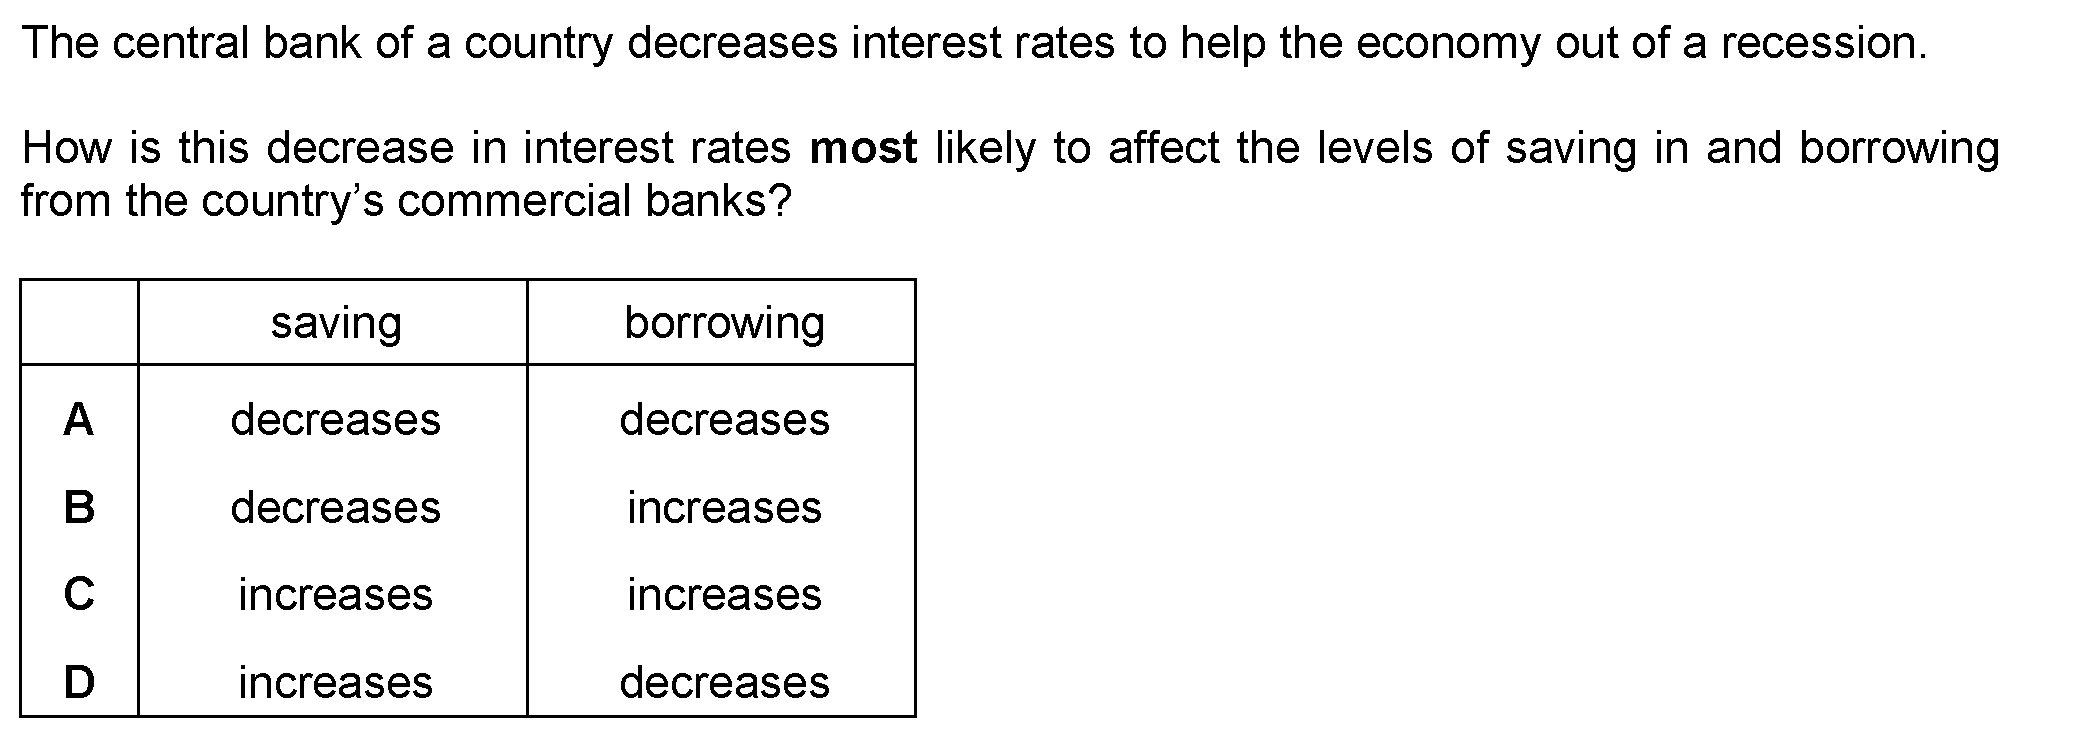 The central bank of a country decreases interest rates to help the economy out of a recession.
How is this decrease in interest rates most likely to affect the levels of saving in and borrowing
from the country’s commercial banks?
saving borrowing
A decreases decreases
B decreases increases
C increases increases
D increases decreases